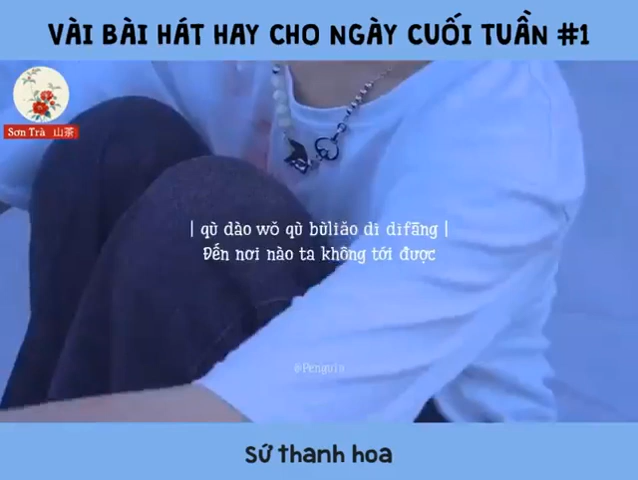 VÀI BÀI HÁT HAY CHO NGÀY CUỐI TUẦN #1
Sơn Trà 山茶
| qù dào wǒ qù bùliǎo di dìfāng |
Đến nơi nào ta không tới được
@Penguin
Sứ thanh hoa